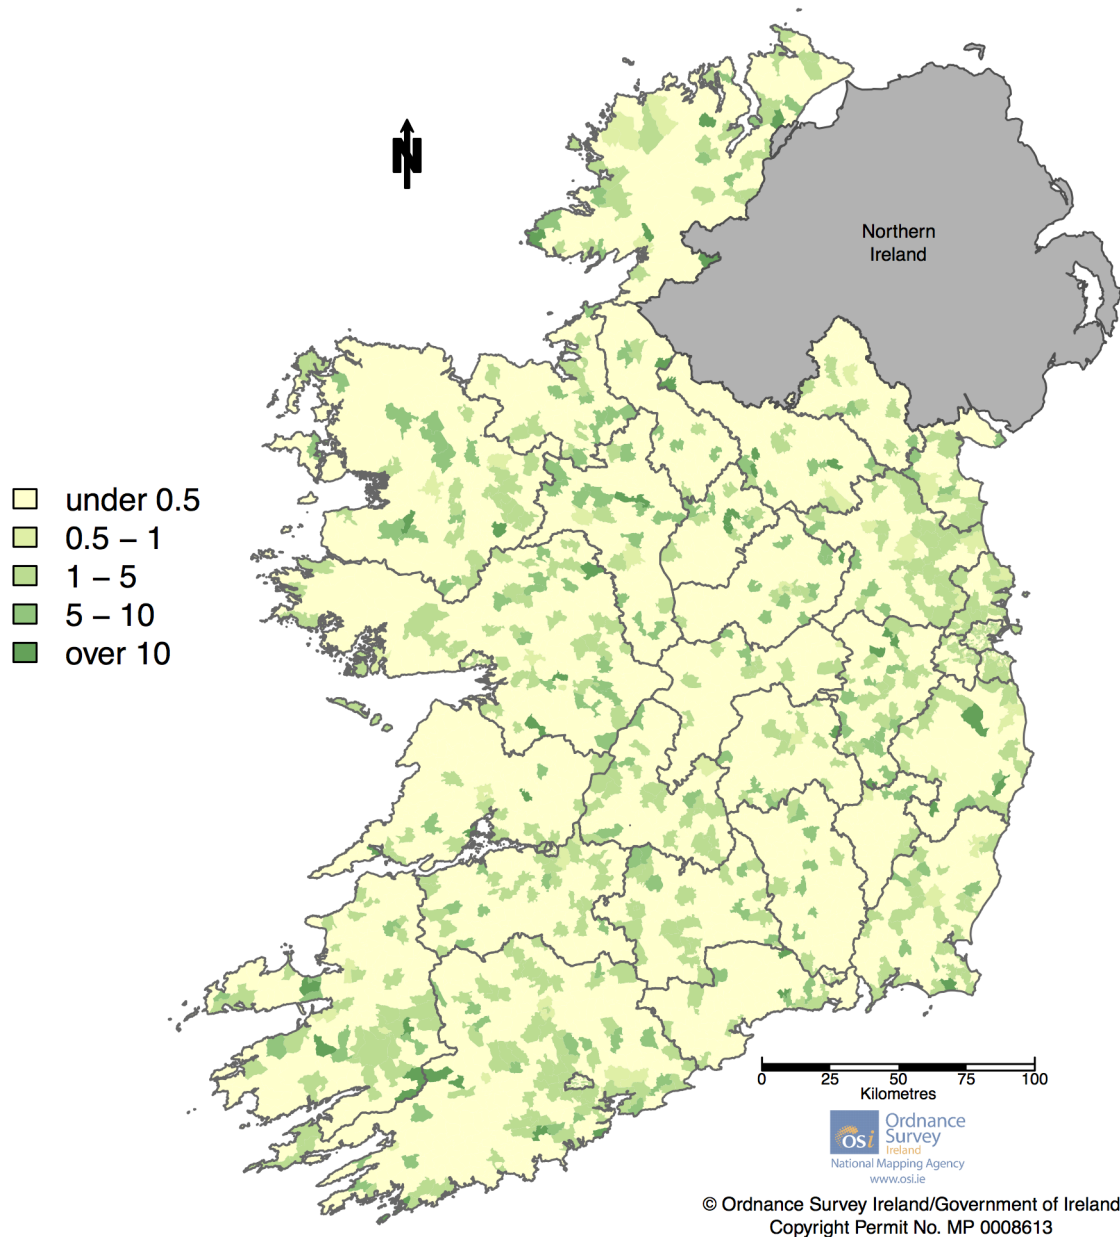 N
Northern
Ireland
under 0.5
0.5 – 1
1 – 5
5 – 10
over 10
0 25 50 75 100
Kilometres
osi
Ordnance
Survey
Ireland
National Mapping Agency
www.osi.ie
© Ordnance Survey Ireland/Government of Ireland
Copyright Permit No. MP 0008613